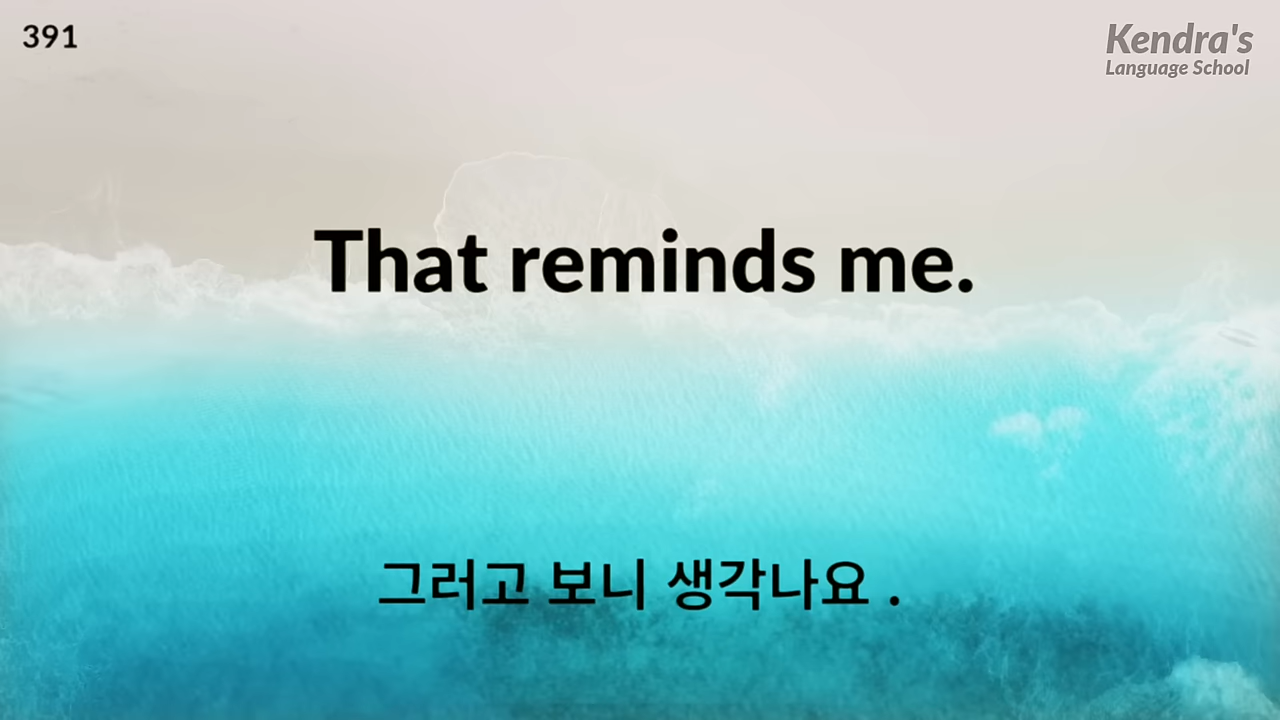 391
Kendra's
Language School
That reminds me.
그러고 보니 생각나요 .